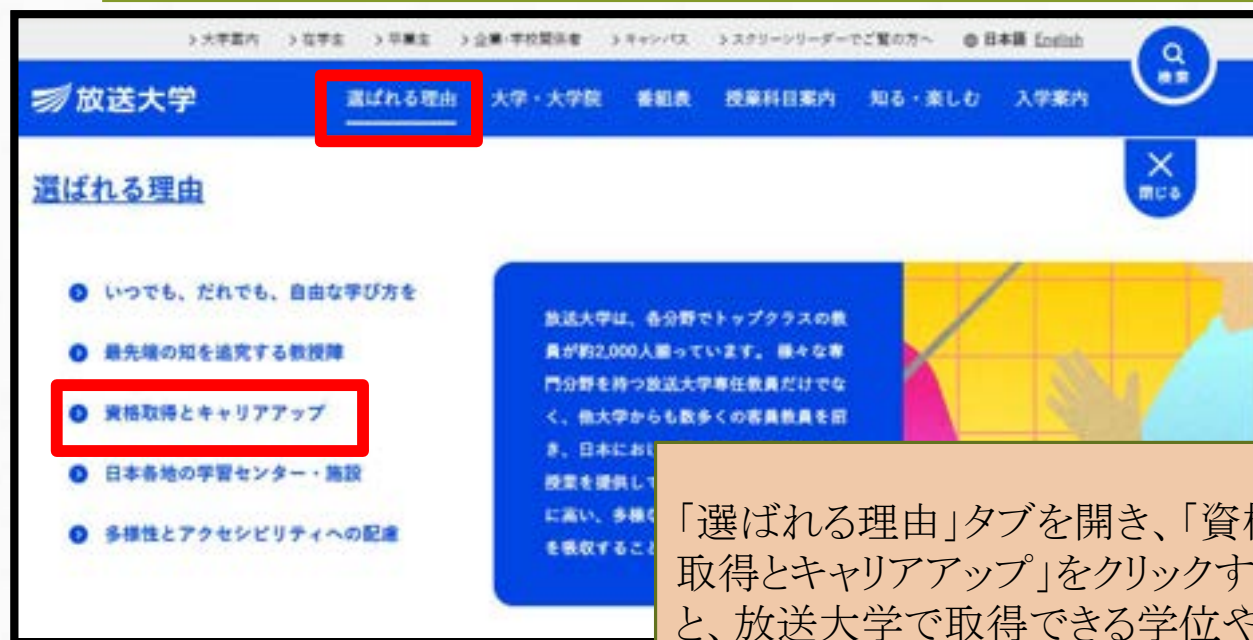 大学案内 在学生 卒業生 企業・学校関係者 キャンパス スクリーンリーダーでご覧の方へ 日本語 English
検索
放送大学 選ばれる理由 大学・大学院 番組表 授業科目案内 知る・楽しむ 入学案内
閉じる
選ばれる理由
いつでも、だれでも、自由な学び方を
最先端の知を追究する教授陣
資格取得とキャリアアップ
日本各地の学習センター・施設
多様性とアクセシビリティへの配慮
放送大学は、各分野でトップクラスの教
員が約2,000人揃っています。様々な専
門分野を持つ放送大学専任教員だけでな
く、他大学からも数多くの客員教員を招
き、日本にお
授業を提供して
に高い、多様
を吸収すること
「選ばれる理由」タブを開き、「資格
取得とキャリアアップ」をクリックす
と、放送大学で取得できる学位や